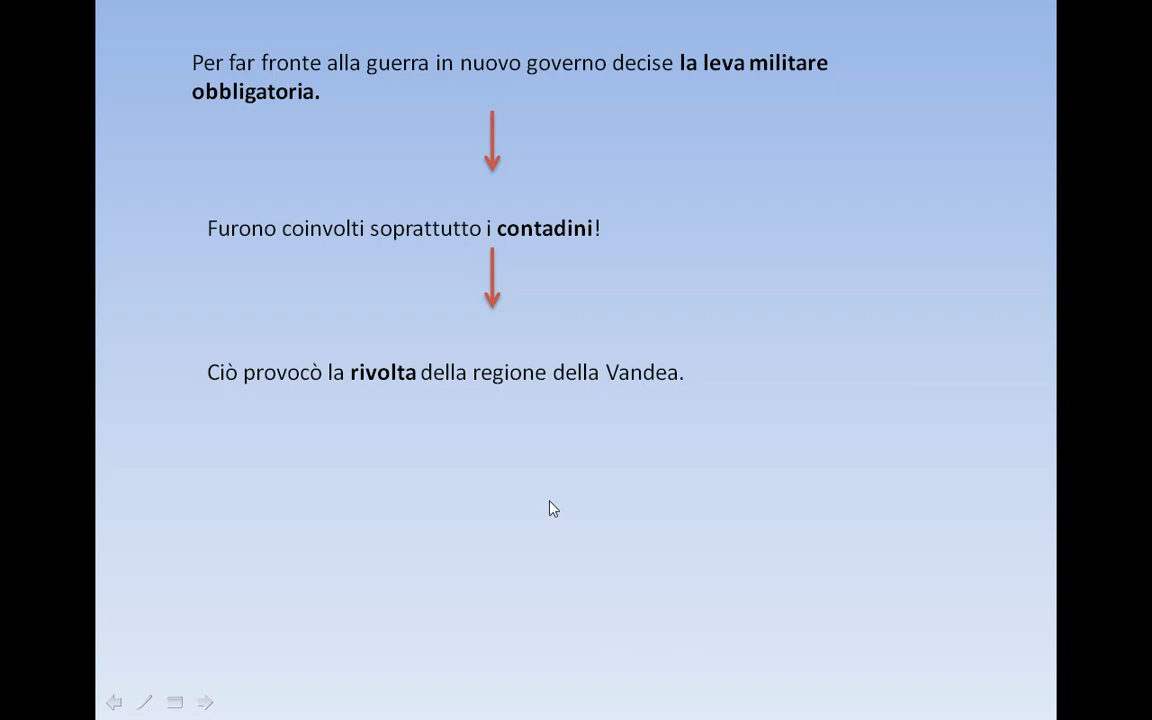 Per far fronte alla guerra in nuovo governo decise la leva militare
obbligatoria.
Furono coinvolti soprattutto i contadini!
Ciò provocò la rivolta della regione della Vandea.